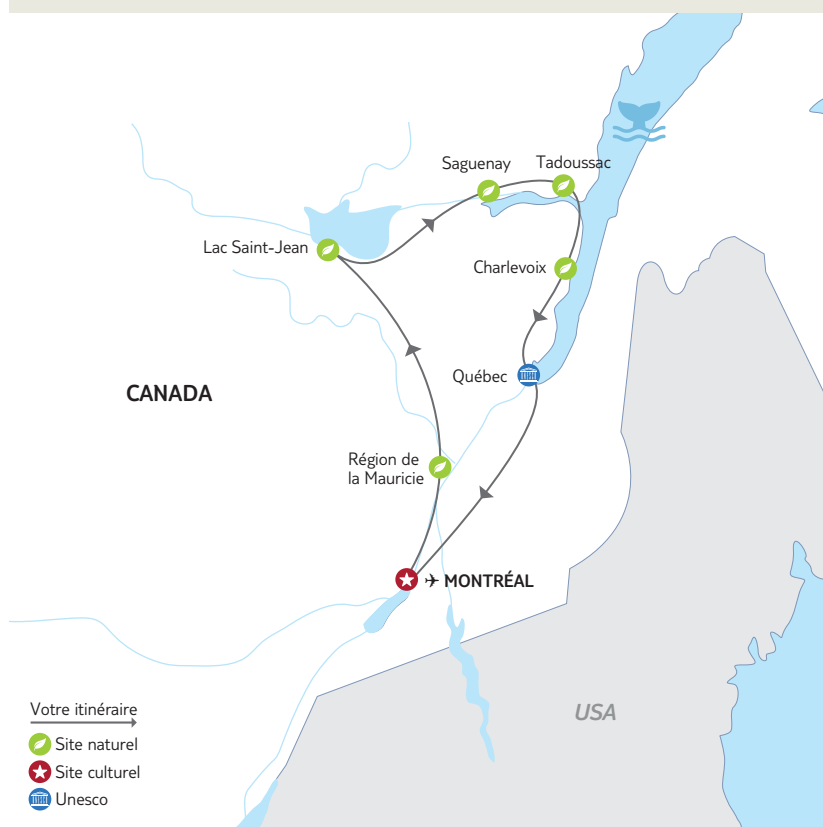 Saguenay
Tadoussac
Lac Saint-Jean
Charlevoix
Québec
CANADA
Région de
la Mauricie
MONTRÉAL
USA
Votre itinéraire
Site naturel
Site culturel
Unesco